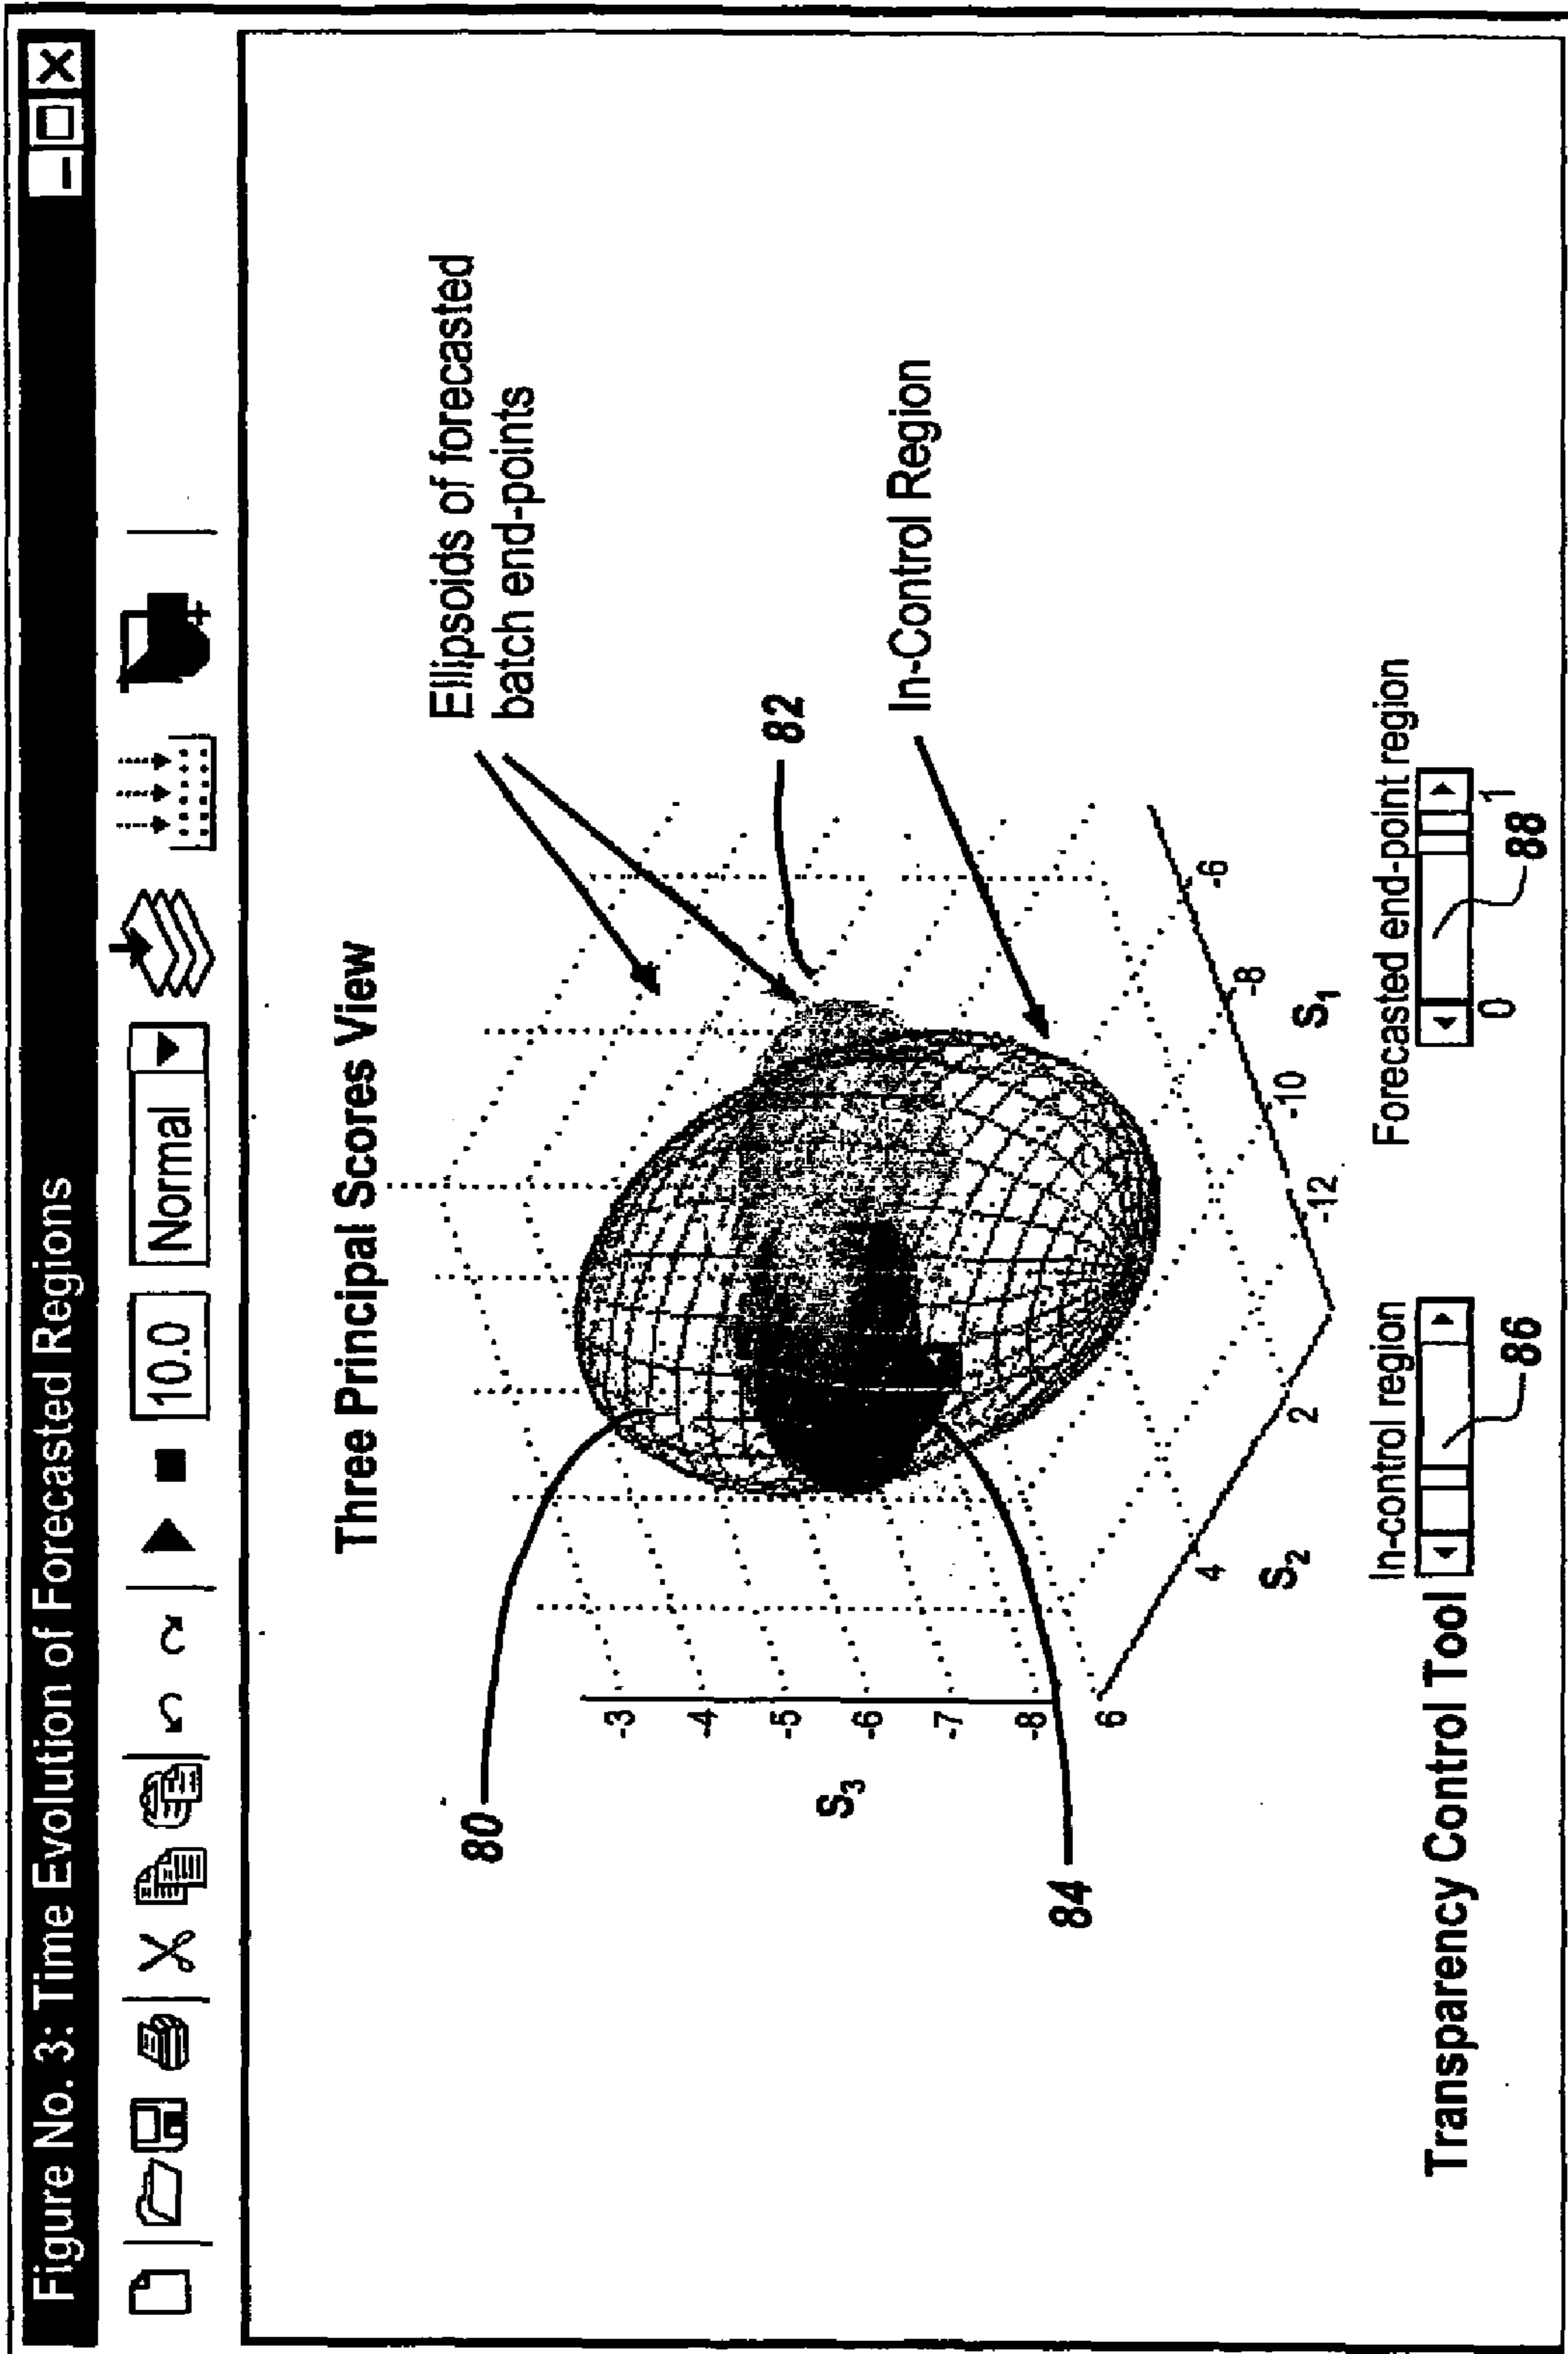 Figure No. 3: Time Evolution of Forecasted Regions
10.0
Normal
Three Principal Scores View
Ellipsoids of forecasted
batch end-points
80
82
In-Control Region
-3
-4
-5
-6
-7
-8
6
S3
84
4
2
S2
-12
-10
-8
-6
S1
Transparency Control Tool
In-control region
86
Forecasted end-point region
0
1
88